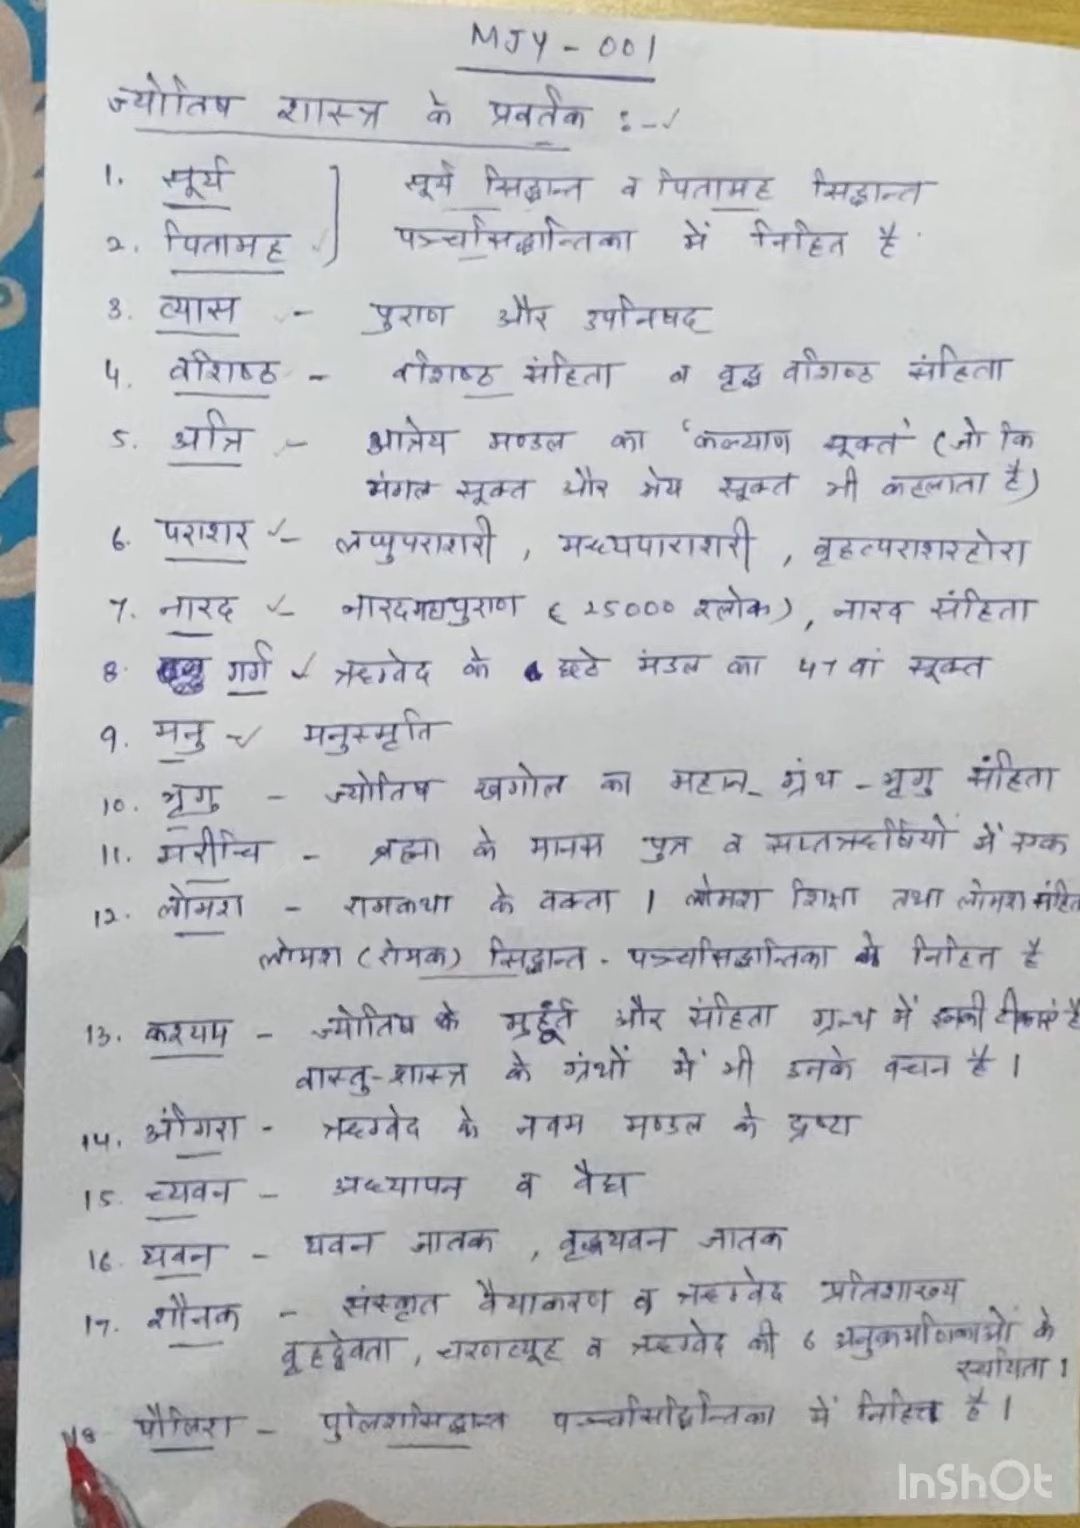 MJY - 001
ज्योतिष शास्त्र के प्रवर्तक :-
1. सूर्य सूर्य सिद्धान्त व पितामह सिद्धान्त
2. पितामह पञ्चसिद्धान्तिका में निहित है
3. व्यास - पुराण और उपनिषद
4. वशिष्ठ - वशिष्ठ संहिता व वृद्ध वशिष्ठ संहिता
5. अत्रि - आत्रेय मण्डल का 'कल्याण सूक्त' (जो कि
मंगल सूक्त और श्रेय सूक्त भी कहलाता है)
6. पराशर - लघुपराशरी , मध्यपाराशरी , वृहत्पराशरहोरा
7. नारद - नारदमहापुराण (25000 श्लोक), नारद संहिता
8. गर्ग ऋग्वेद के छठे मंडल का 47 वां सूक्त
9. मनु - मनुस्मृति
10. भृगु - ज्योतिष खगोल का महान ग्रंथ - भृगु संहिता
11. मरीचि - ब्रह्मा के मानस पुत्र व सप्तऋर्षियों में एक
12. लोमश - रामकथा के वक्ता । लोमश शिक्षा तथा लोमश संहिता
लोमश (रोमक) सिद्धान्त - पञ्चसिद्धान्तिका में निहित है
13. कश्यप - ज्योतिष के मुहूर्त और संहिता ग्रन्थ में इनकी टीकाएं है
वास्तु-शास्त्र के ग्रंथों में भी उनके वचन है ।
14. अंगिरा - ऋग्वेद के नवम मण्डल के द्रष्टा
15. च्यवन - अध्यापन व वैद्य
16. यवन - यवन जातक , वृद्धयवन जातक
17. शौनक - संस्कृत वैयाकरण व ऋग्वेद प्रतिशाख्य
वृहद्देवता , चरणव्यूह व ऋग्वेद की 6 अनुक्रमणिकाओं के
रचयिता ।
18 पौलिश - पुलिशसिद्धान्त पञ्चसिद्धान्तिका में निहित है ।
InShOt